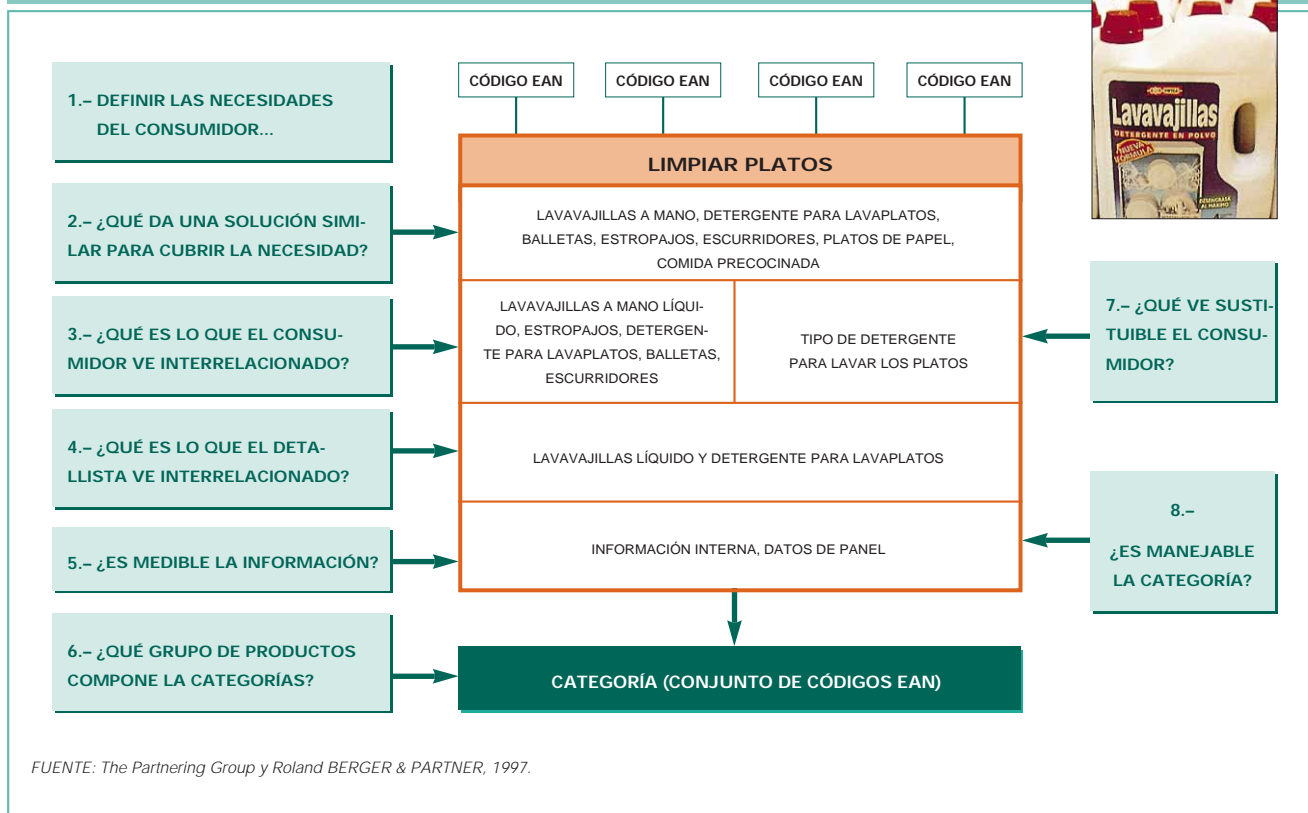 1.– DEFINIR LAS NECESIDADES
DEL CONSUMIDOR...
2.– ¿QUÉ DA UNA SOLUCIÓN SIMI-
LAR PARA CUBRIR LA NECESIDAD?
3.– ¿QUÉ ES LO QUE EL CONSU-
MIDOR VE INTERRELACIONADO?
4.– ¿QUÉ ES LO QUE EL DETA-
LLISTA VE INTERRELACIONADO?
5.– ¿ES MEDIBLE LA INFORMACIÓN?
6.– ¿QUÉ GRUPO DE PRODUCTOS
COMPONE LA CATEGORÍAS?
CÓDIGO EAN
CÓDIGO EAN
CÓDIGO EAN
CÓDIGO EAN
LIMPIAR PLATOS
LAVAVAJILLAS A MANO, DETERGENTE PARA LAVAPLATOS,
BALLETAS, ESTROPAJOS, ESCURRIDORES, PLATOS DE PAPEL,
COMIDA PRECOCINADA
LAVAVAJILLAS A MANO LÍQUI-
DO, ESTROPAJOS, DETERGEN-
TE PARA LAVAPLATOS, BALLETAS,
ESCURRIDORES
TIPO DE DETERGENTE
PARA LAVAR LOS PLATOS
LAVAVAJILLAS LÍQUIDO Y DETERGENTE PARA LAVAPLATOS
INFORMACIÓN INTERNA, DATOS DE PANEL
CATEGORÍA (CONJUNTO DE CÓDIGOS EAN)
Lavavajillas
DETERGENTE EN POLVO
NUEVA
FÓRMULA
DESENGRASA
AL MÁXIMO
7.– ¿QUÉ VE SUSTI-
TUIBLE EL CONSU-
MIDOR?
8.–
¿ES MANEJABLE
LA CATEGORÍA?
FUENTE: The Partnering Group y Roland BERGER & PARTNER, 1997.